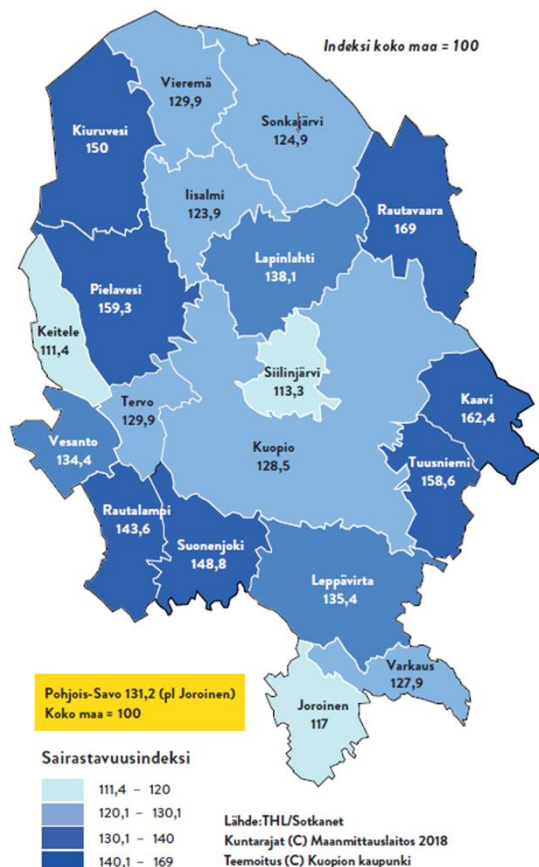 Indeksi koko maa = 100
Vieremä
129,9
Kiuruvesi
150
Sonkajärvi
124,9
Iisalmi
123,9
Rautavaara
169
Lapinlahti
138,1
Pielavesi
159,3
Keitele
111,4
Siilinjärvi
113,3
Tervo
129,9
Kaavi
162,4
Vesanto
134,4
Kuopio
128,5
Tuusniemi
158,6
Rautalampi
143,6
Suonenjoki
148,8
Leppävirta
135,4
Varkaus
127,9
Joroinen
117
Pohjois-Savo 131,2 (pl Joroinen)
Koko maa = 100
Sairastavuusindeksi
111,4 – 120
120,1 – 130,1
130,1 – 140
140,1 – 169
Lähde:THL/Sotkanet
Kuntarajat (C) Maanmittauslaitos 2018
Teemoitus (C) Kuopion kaupunki